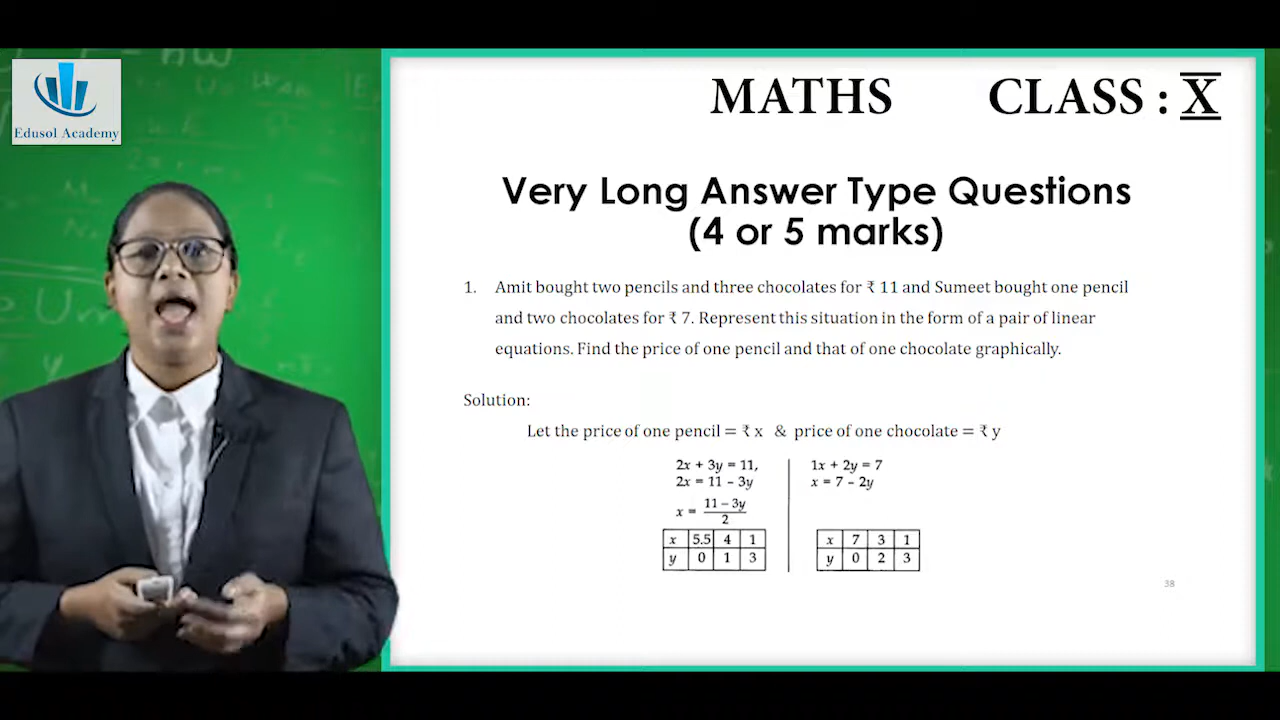 Edusol Academy
MATHS CLASS : X
Very Long Answer Type Questions
(4 or 5 marks)
1. Amit bought two pencils and three chocolates for ₹ 11 and Sumeet bought one pencil
and two chocolates for ₹ 7. Represent this situation in the form of a pair of linear
equations. Find the price of one pencil and that of one chocolate graphically.
Solution:
Let the price of one pencil = ₹ x & price of one chocolate = ₹ y
2x + 3y = 11,
2x = 11 – 3y
x = 11 – 3y / 2
x 5.5 4 1
y 0 1 3
1x + 2y = 7
x = 7 – 2y
x 7 3 1
y 0 2 3
38